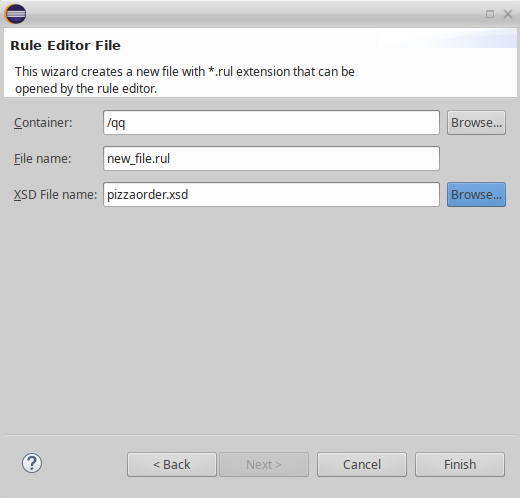 Rule Editor File
This wizard creates a new file with *.rul extension that can be
opened by the rule editor.
Container: /qq Browse...
File name: new_file.rul
XSD File name: pizzaorder.xsd Browse...
? < Back Next > Cancel Finish